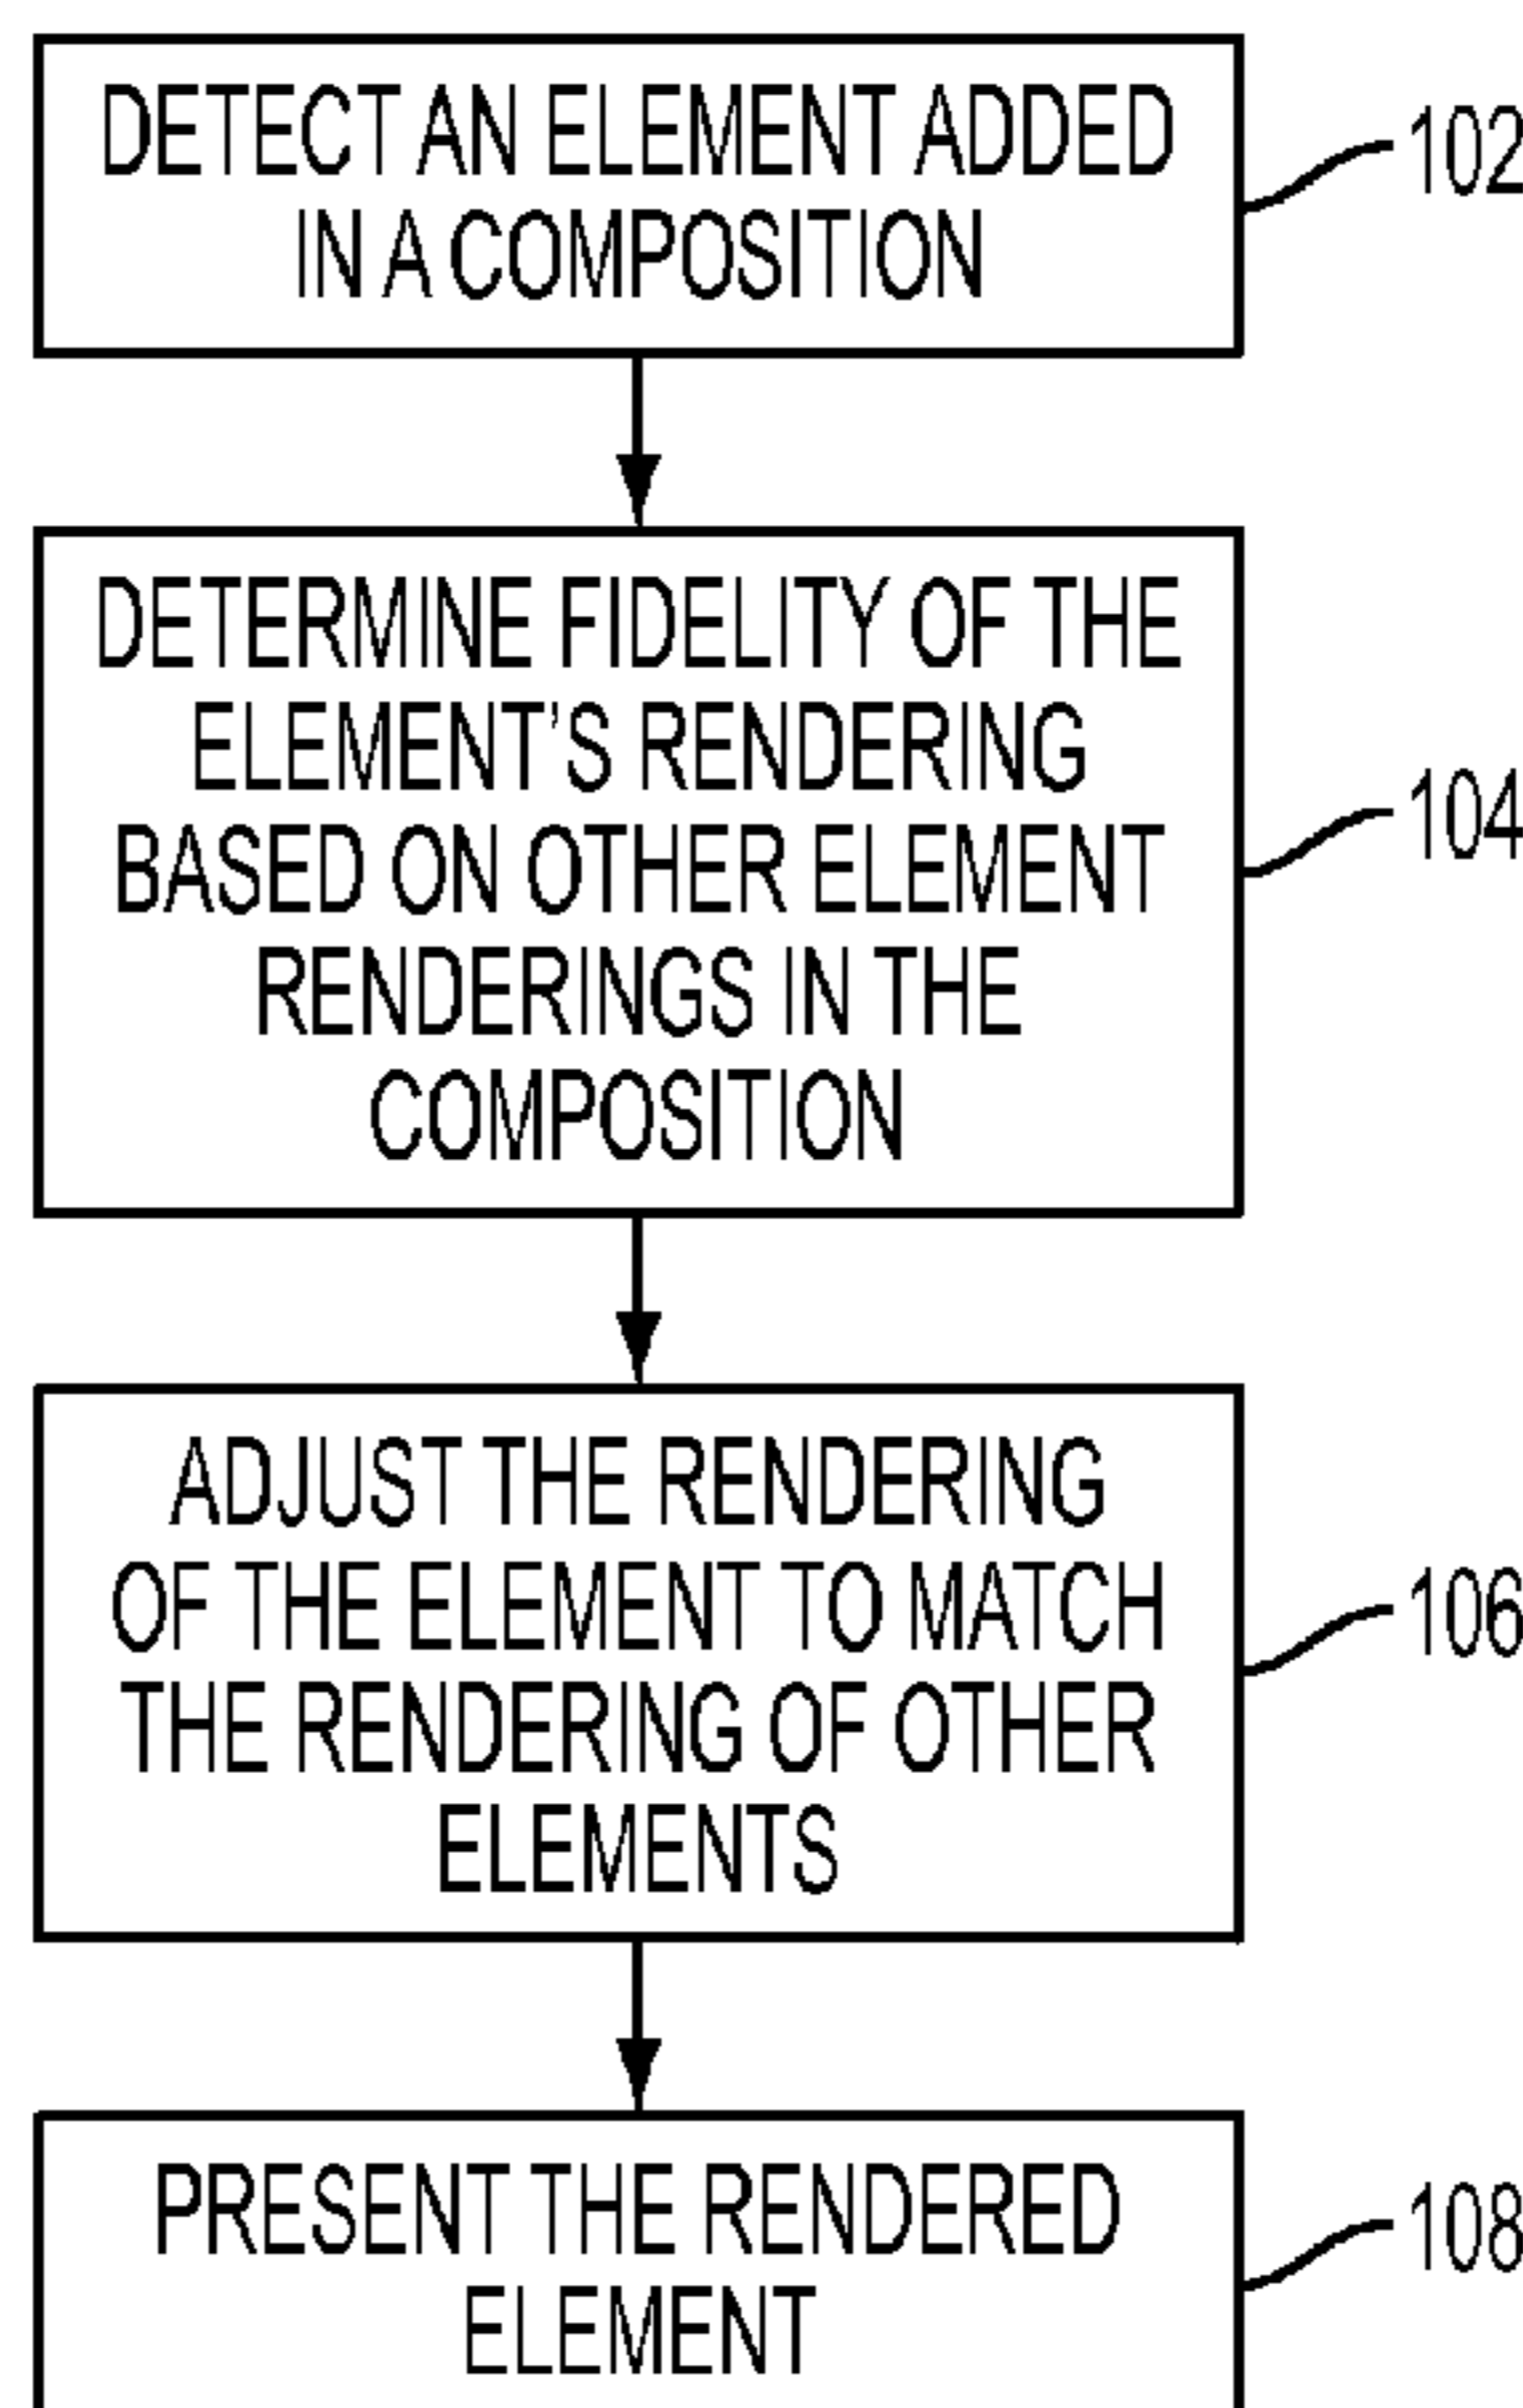 DETECT AN ELEMENT ADDED
IN A COMPOSITION
102
DETERMINE FIDELITY OF THE
ELEMENT'S RENDERING
BASED ON OTHER ELEMENT
RENDERINGS IN THE
COMPOSITION
104
ADJUST THE RENDERING
OF THE ELEMENT TO MATCH
THE RENDERING OF OTHER
ELEMENTS
106
PRESENT THE RENDERED
ELEMENT
108